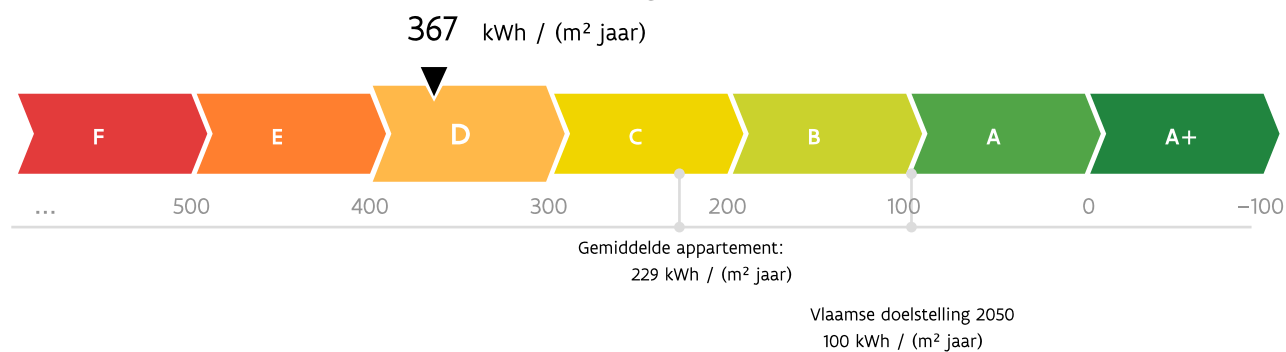 367 kWh / (m² jaar)
F E D C B A A+
... 500 400 300 200 100 0 –100
Gemiddelde appartement:
229 kWh / (m² jaar)
Vlaamse doelstelling 2050
100 kWh / (m² jaar)